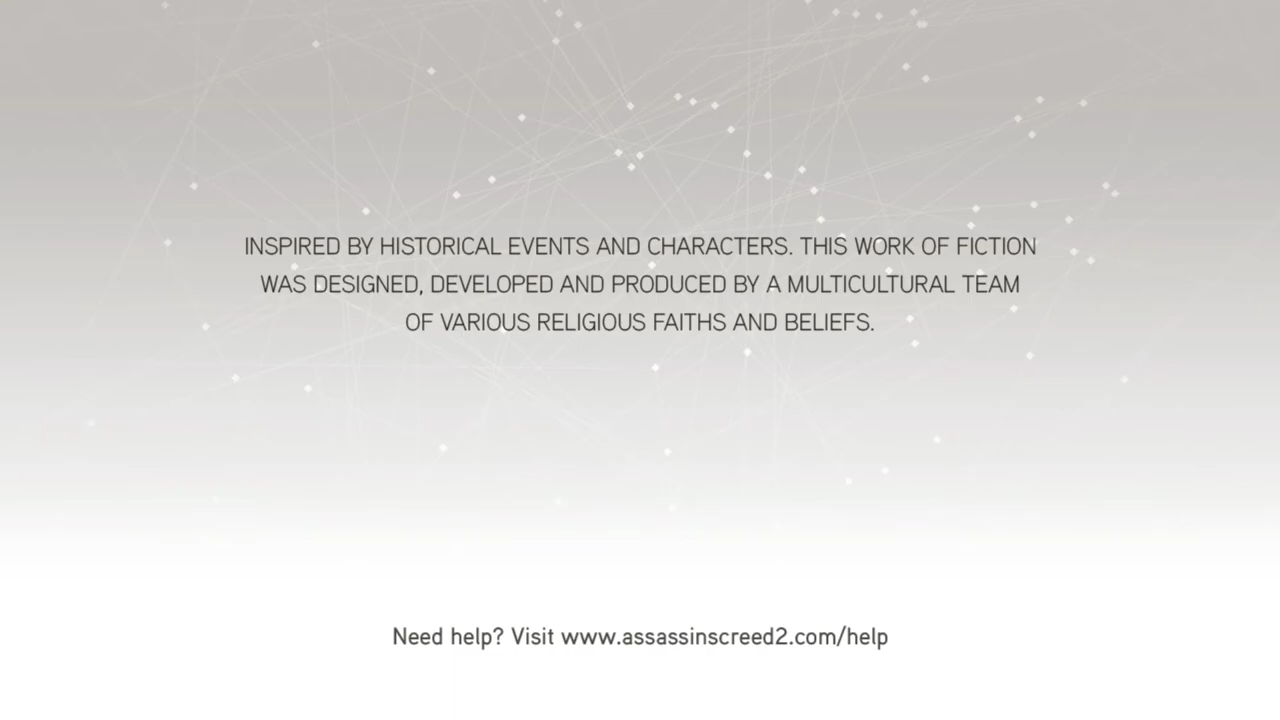 INSPIRED BY HISTORICAL EVENTS AND CHARACTERS. THIS WORK OF FICTION
WAS DESIGNED, DEVELOPED AND PRODUCED BY A MULTICULTURAL TEAM
OF VARIOUS RELIGIOUS FAITHS AND BELIEFS.
Need help? Visit www.assassinscreed2.com/help